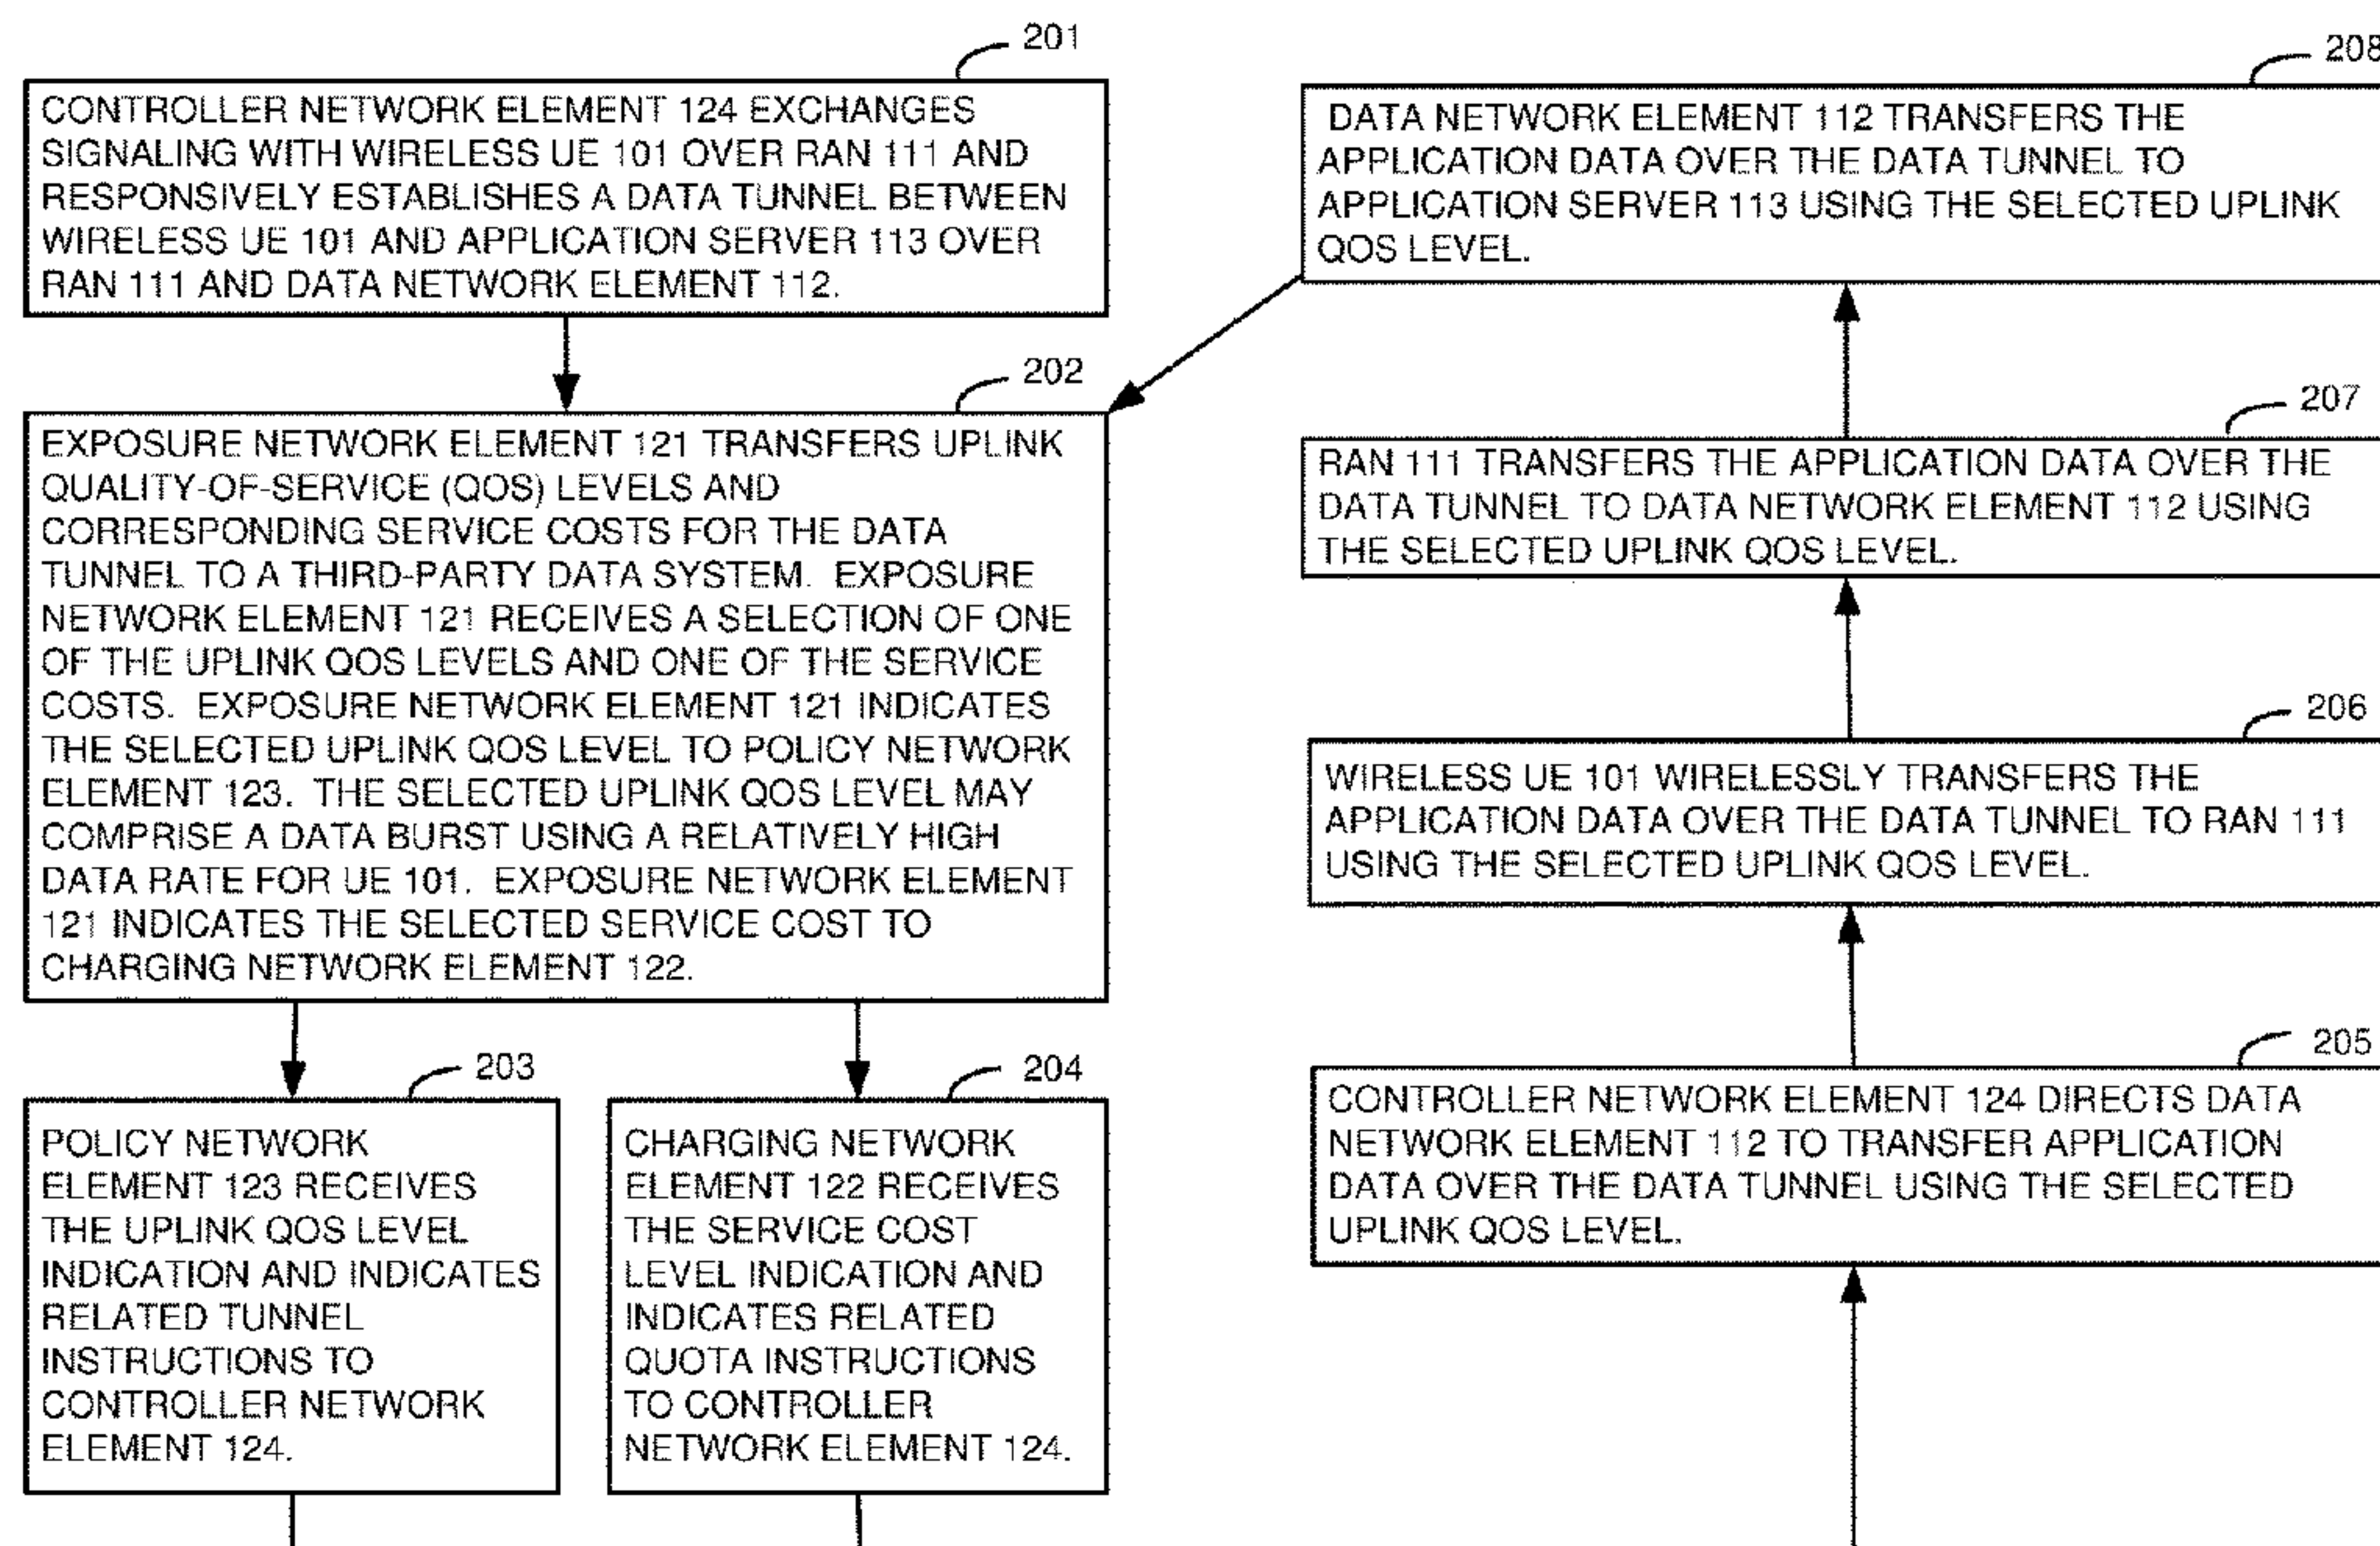 201
CONTROLLER NETWORK ELEMENT 124 EXCHANGES
SIGNALING WITH WIRELESS UE 101 OVER RAN 111 AND
RESPONSIVELY ESTABLISHES A DATA TUNNEL BETWEEN
WIRELESS UE 101 AND APPLICATION SERVER 113 OVER
RAN 111 AND DATA NETWORK ELEMENT 112.
202
EXPOSURE NETWORK ELEMENT 121 TRANSFERS UPLINK
QUALITY-OF-SERVICE (QOS) LEVELS AND
CORRESPONDING SERVICE COSTS FOR THE DATA
TUNNEL TO A THIRD-PARTY DATA SYSTEM. EXPOSURE
NETWORK ELEMENT 121 RECEIVES A SELECTION OF ONE
OF THE UPLINK QOS LEVELS AND ONE OF THE SERVICE
COSTS. EXPOSURE NETWORK ELEMENT 121 INDICATES
THE SELECTED UPLINK QOS LEVEL TO POLICY NETWORK
ELEMENT 123. THE SELECTED UPLINK QOS LEVEL MAY
COMPRISE A DATA BURST USING A RELATIVELY HIGH
DATA RATE FOR UE 101. EXPOSURE NETWORK ELEMENT
121 INDICATES THE SELECTED SERVICE COST TO
CHARGING NETWORK ELEMENT 122.
203
POLICY NETWORK
ELEMENT 123 RECEIVES
THE UPLINK QOS LEVEL
INDICATION AND INDICATES
RELATED TUNNEL
INSTRUCTIONS TO
CONTROLLER NETWORK
ELEMENT 124.
204
CHARGING NETWORK
ELEMENT 122 RECEIVES
THE SERVICE COST
LEVEL INDICATION AND
INDICATES RELATED
QUOTA INSTRUCTIONS
TO CONTROLLER
NETWORK ELEMENT 124.
208
DATA NETWORK ELEMENT 112 TRANSFERS THE
APPLICATION DATA OVER THE DATA TUNNEL TO
APPLICATION SERVER 113 USING THE SELECTED UPLINK
QOS LEVEL.
207
RAN 111 TRANSFERS THE APPLICATION DATA OVER THE
DATA TUNNEL TO DATA NETWORK ELEMENT 112 USING
THE SELECTED UPLINK QOS LEVEL.
206
WIRELESS UE 101 WIRELESSLY TRANSFERS THE
APPLICATION DATA OVER THE DATA TUNNEL TO RAN 111
USING THE SELECTED UPLINK QOS LEVEL.
205
CONTROLLER NETWORK ELEMENT 124 DIRECTS DATA
NETWORK ELEMENT 112 TO TRANSFER APPLICATION
DATA OVER THE DATA TUNNEL USING THE SELECTED
UPLINK QOS LEVEL.